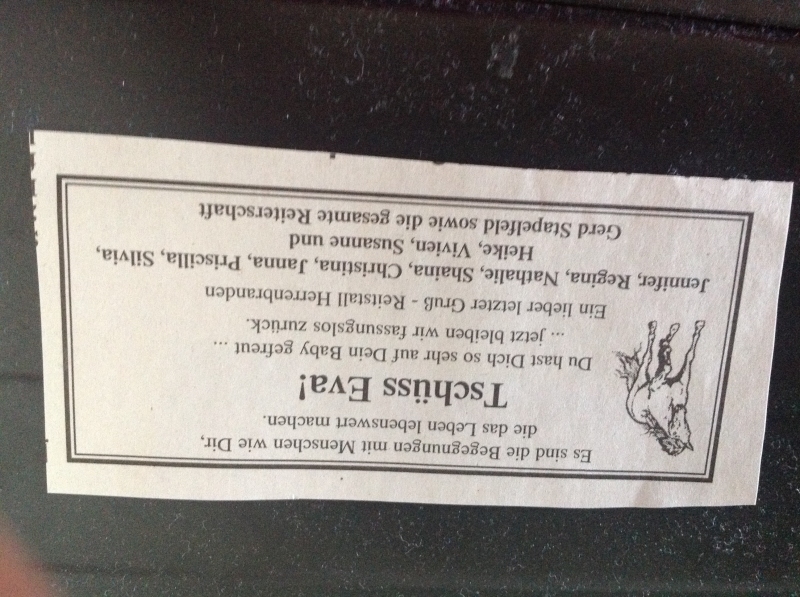 Es sind die Begegnungen mit Menschen wie Dir,
die das Leben lebenswert machen.
Tschüss Eva!
Du hast Dich so sehr auf Dein Baby gefreut ...
... jetzt bleiben wir fassungslos zurück.
Ein lieber letzter Gruß - Reitstall Herrenbranden
Jennifer, Regina, Nathalie, Shaina, Christina, Janna, Priscilla, Silvia,
Heike, Vivien, Susanne und
Gerd Stapelfeld sowie die gesamte Reiterschaft